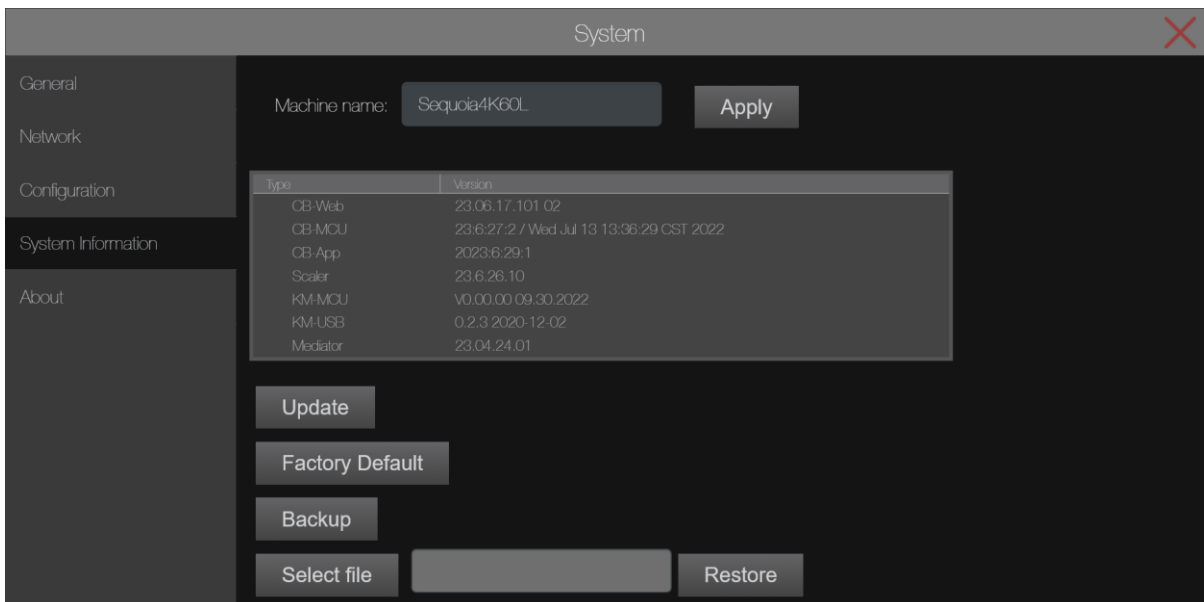 System
General
Network
Configuration
System Information
About
Machine name: Sequoia4K60L Apply
Type Version
CB-Web 23.06.17.101 02
CB-MCU 23:6:27:2 / Wed Jul 13 13:36:29 CST 2022
CB-App 2023:6:29:1
Scaler 23.6.26.10
KM-MCU V0.00.00 09.30.2022
KM-USB 0.2.3 2020-12-02
Mediator 23.04.24.01
Update
Factory Default
Backup
Select file Restore